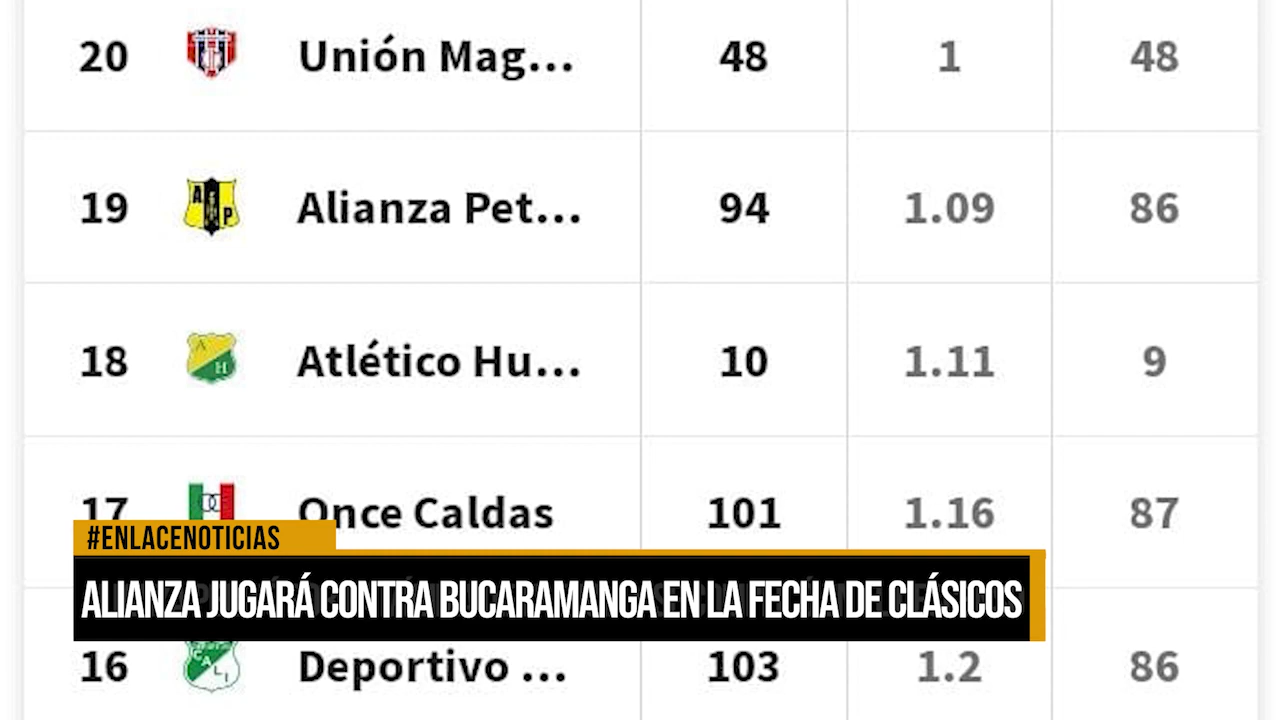 20 Unión Mag... 48 1 48
19 A P Alianza Pet... 94 1.09 86
18 A H Atlético Hu... 10 1.11 9
17 Once Caldas 101 1.16 87
#ENLACENOTICIAS
ALIANZA JUGARÁ CONTRA BUCARAMANGA EN LA FECHA DE CLÁSICOS
16 CALI Deportivo ... 103 1.2 86